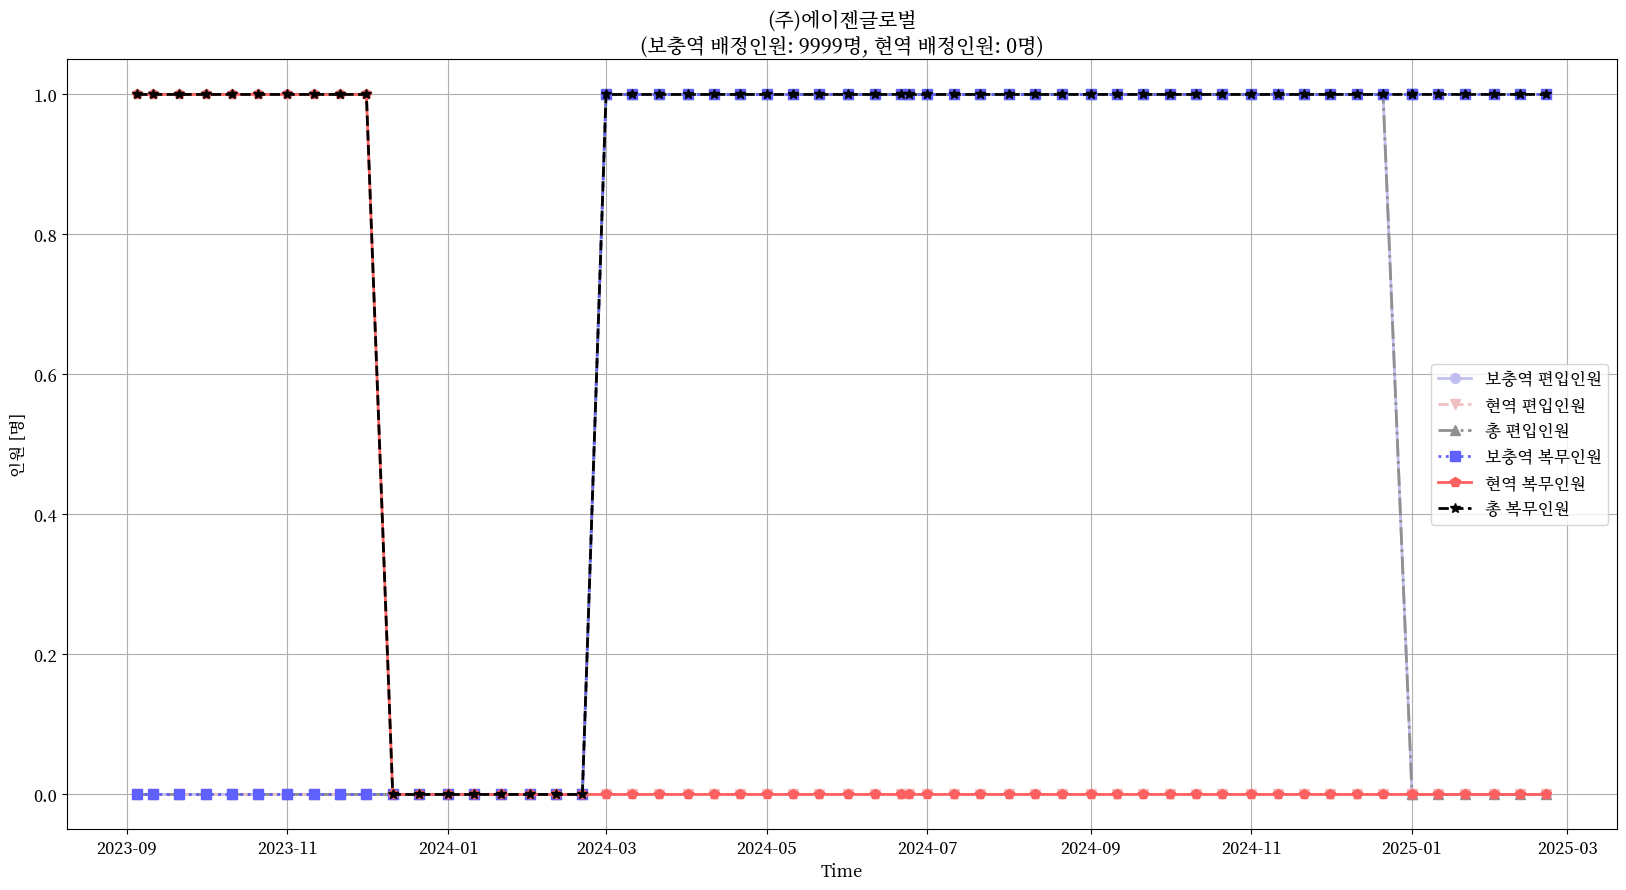 (주)에이젠글로벌
(보충역 배정인원: 9999명, 현역 배정인원: 0명)
1.0
0.8
0.6
0.4
0.2
0.0
인원 [명]
보충역 편입인원
현역 편입인원
총 편입인원
보충역 복무인원
현역 복무인원
총 복무인원
2023-09
2023-11
2024-01
2024-03
2024-05
2024-07
2024-09
2024-11
2025-01
2025-03
Time